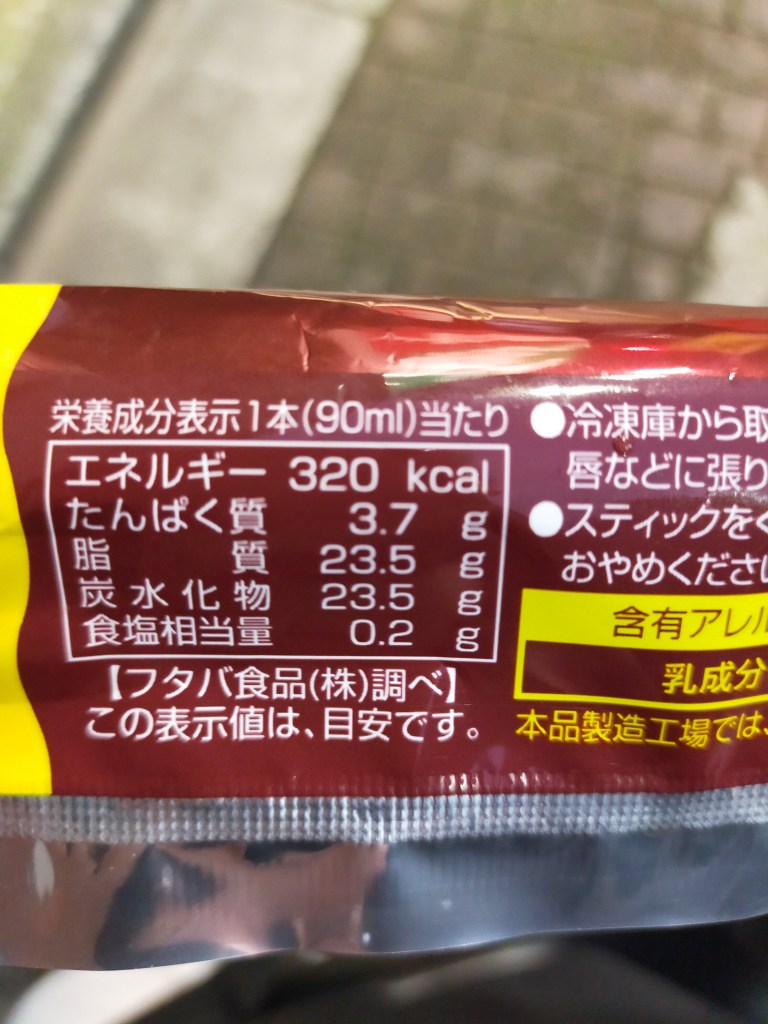 栄養成分表示1本(90ml)当たり
エネルギー 320 kcal
たんぱく質 3.7 g
脂質 23.5 g
炭水化物 23.5 g
食塩相当量 0.2 g
【フタバ食品(株)調べ】
この表示値は、目安です。
●冷凍庫から取
唇などに張り
●スティックをく
おやめください
含有アレル
乳成分
本品製造工場では、